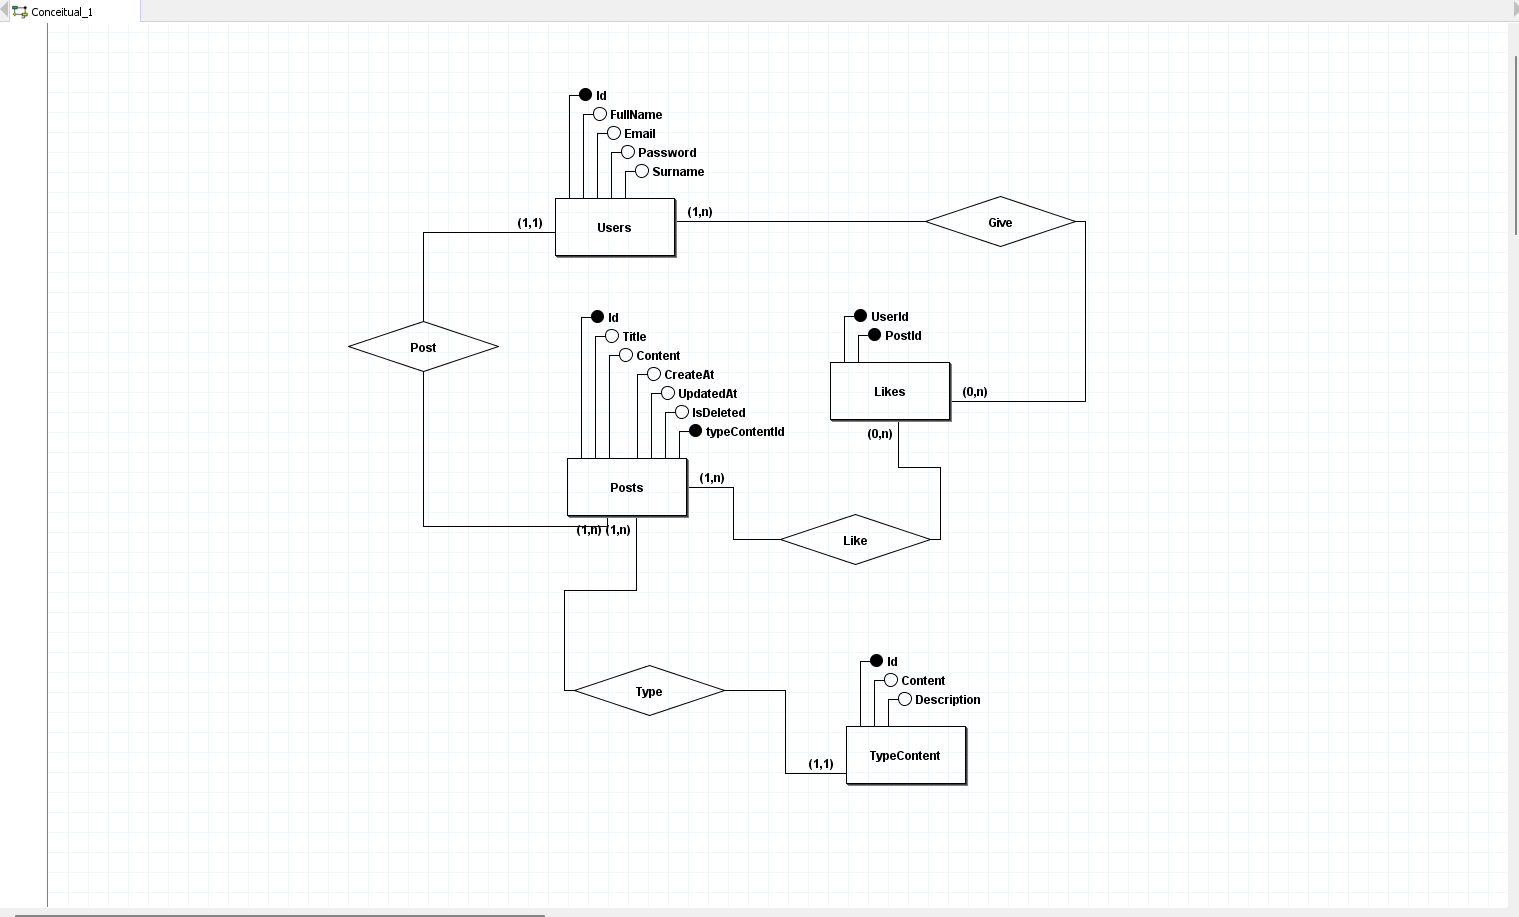 Conceitual_1
Id
FullName
Email
Password
Surname
(1,1)
Users
(1,n)
Give
Id
Title
Content
CreateAt
UpdatedAt
IsDeleted
typeContentId
UserId
PostId
Post
Likes
(0,n)
(0,n)
Posts
(1,n)
(1,n) (1,n)
Like
Type
Id
Content
Description
TypeContent
(1,1)